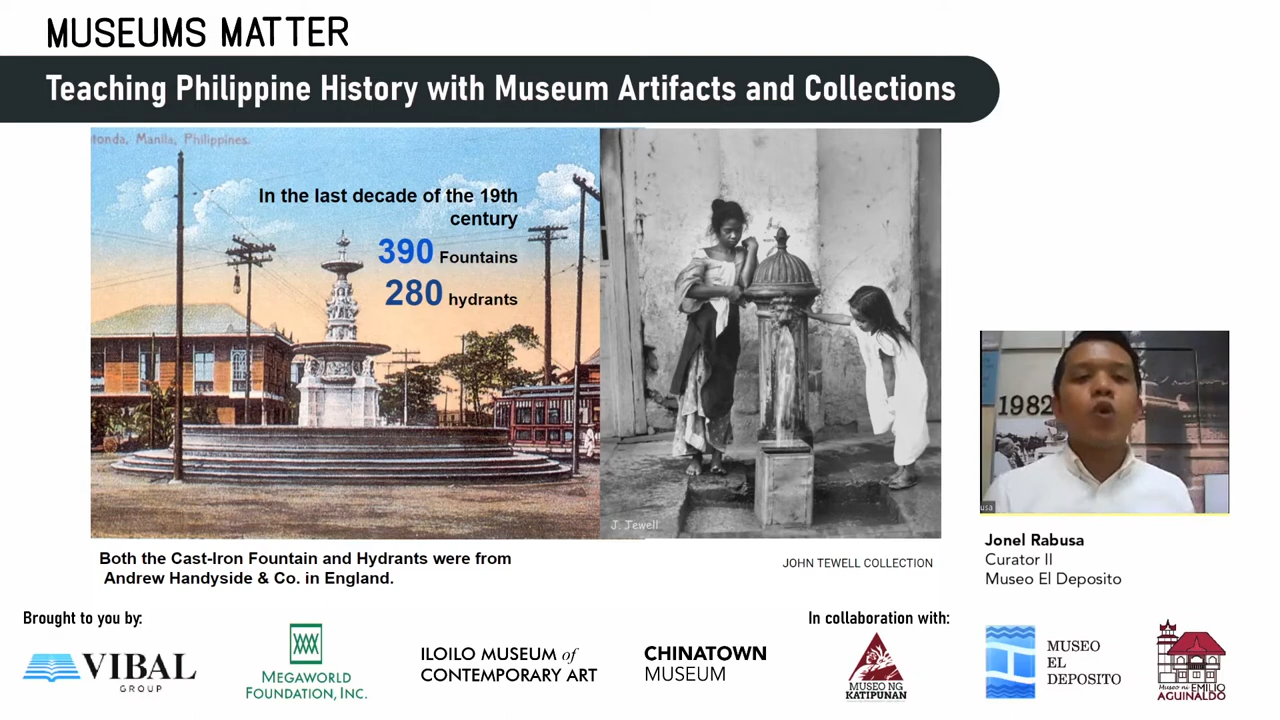 MUSEUMS MATTER
Teaching Philippine History with Museum Artifacts and Collections
tonda, Manila, Philippines.
In the last decade of the 19th
century
390 Fountains
280 hydrants
J. Tewell
1982
usa
Both the Cast-Iron Fountain and Hydrants were from
Andrew Handyside & Co. in England.
JOHN TEWELL COLLECTION
Jonel Rabusa
Curator II
Museo El Deposito
Brought to you by:
In collaboration with:
VIBAL
GROUP
MEGAWORLD
FOUNDATION, INC.
ILOILO MUSEUM of
CONTEMPORARY ART
CHINATOWN
MUSEUM
MUSEO NG
KATIPUNAN
MUSEO
EL
DEPOSITO
Museo ni EMILIO
AGUINALDO